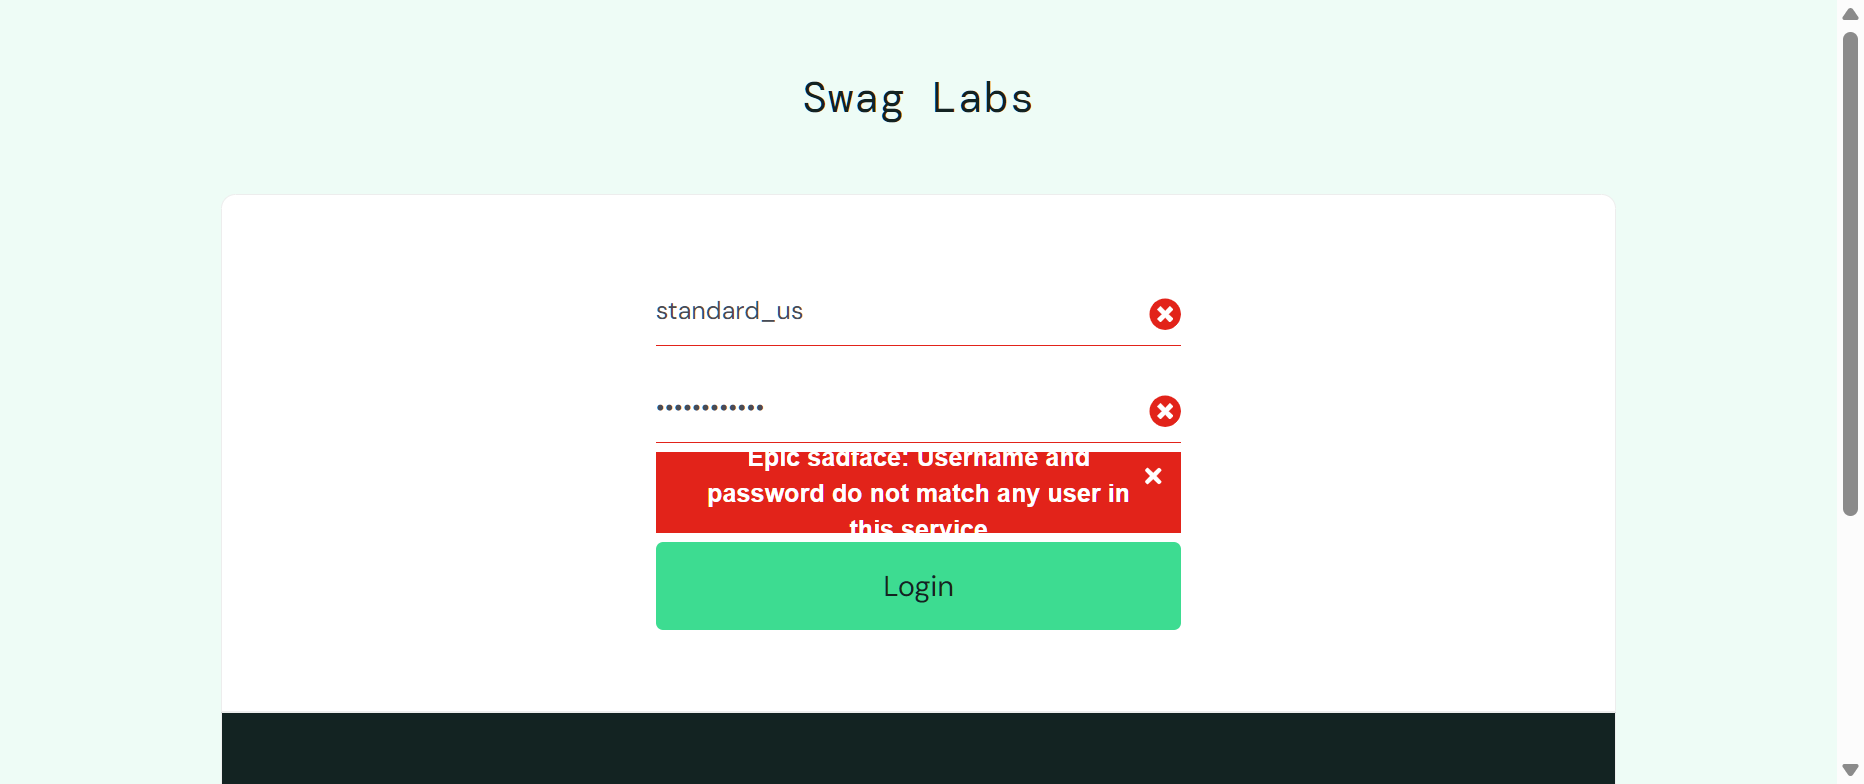 Swag Labs
standard_us
••••••••••••
Epic sadface: Username and
password do not match any user in
this service
Login